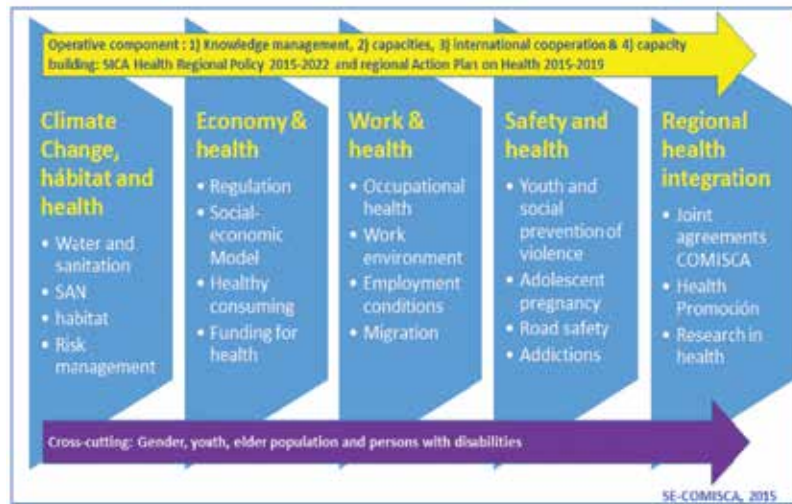 Operative component : 1) Knowledge management, 2) capacities, 3) international cooperation & 4) capacity
building: SICA Health Regional Policy 2015-2022 and regional Action Plan on Health 2015-2019
Climate
Change,
hábitat and
health
• Water and
sanitation
• SAN
• habitat
• Risk
management
Economy &
health
• Regulation
• Social-
economic
Model
• Healthy
consuming
• Funding for
health
Work &
health
• Occupational
health
• Work
environment
• Employment
conditions
• Migration
Safety and
health
• Youth and
social
prevention of
violence
• Adolescent
pregnancy
• Road safety
• Addictions
Regional
health
integration
• Joint
agreements
COMISCA
• Health
Promoción
• Research in
health
Cross-cutting: Gender, youth, elder population and persons with disabilities
SE-COMISCA, 2015